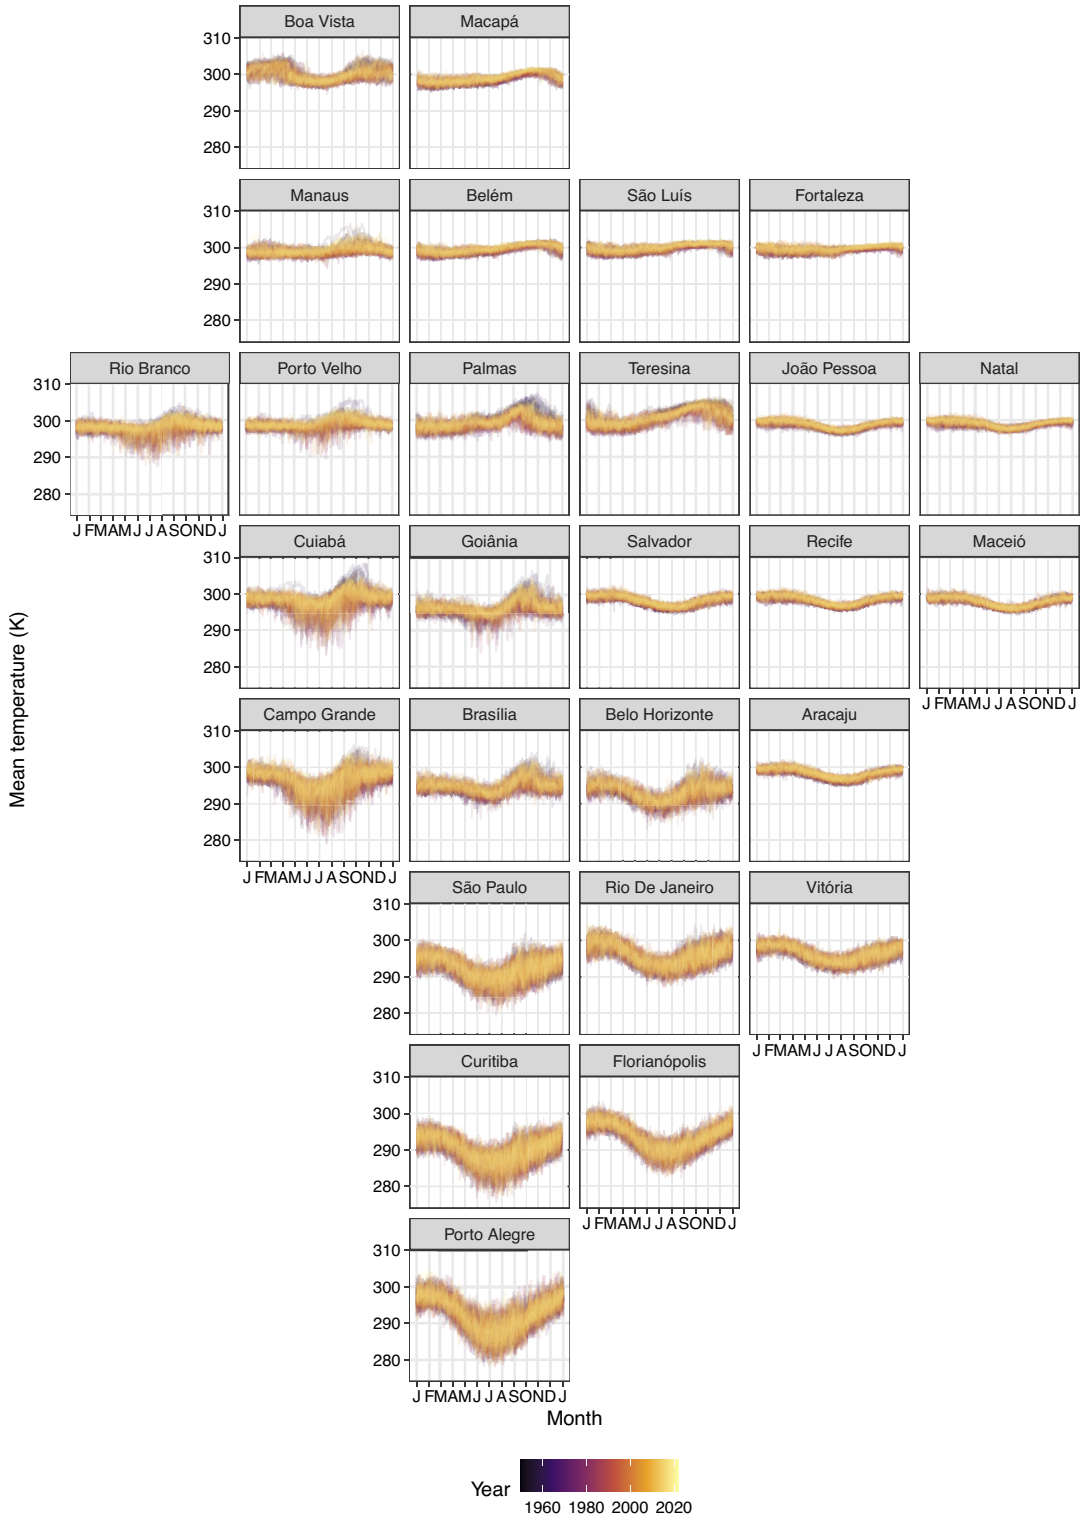 Boa Vista Macapá
310
300
290
280
Manaus Belém São Luís Fortaleza
310
300
290
280
Rio Branco Porto Velho Palmas Teresina João Pessoa Natal
310
300
290
280
J FMAMJ J ASOND J
Cuiabá Goiânia Salvador Recife Maceió
310
300
290
280
J FMAMJ J ASOND J
Mean temperature (K)
Campo Grande Brasília Belo Horizonte Aracaju
310
300
290
280
J FMAMJ J ASOND J
São Paulo Rio De Janeiro Vitória
310
300
290
280
J FMAMJ J ASOND J
Curitiba Florianópolis
310
300
290
280
J FMAMJ J ASOND J
Porto Alegre
310
300
290
280
J FMAMJ J ASOND J
Month
Year
1960 1980 2000 2020